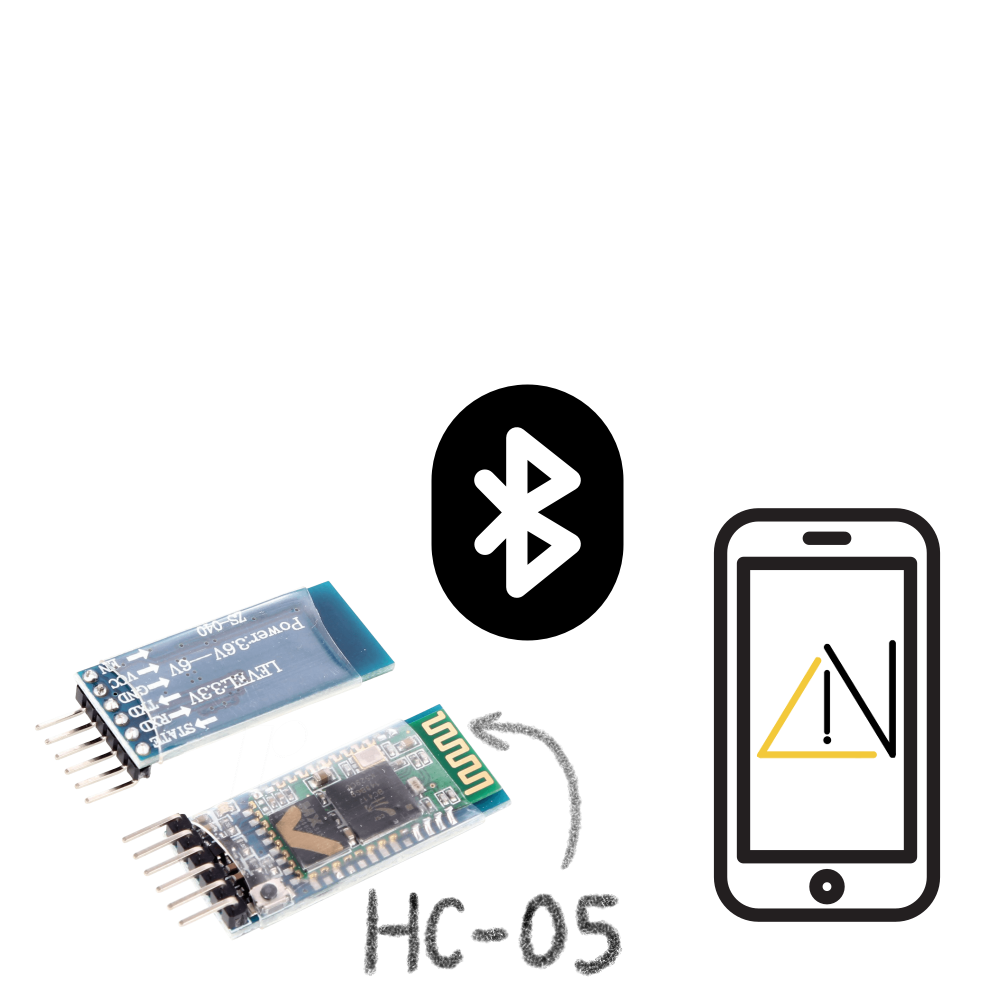 ZS-040
Power:3.6V—6V
LEVEL:3.3V
EN
VCC
GND
TXD
RXD
STATE
HC-05